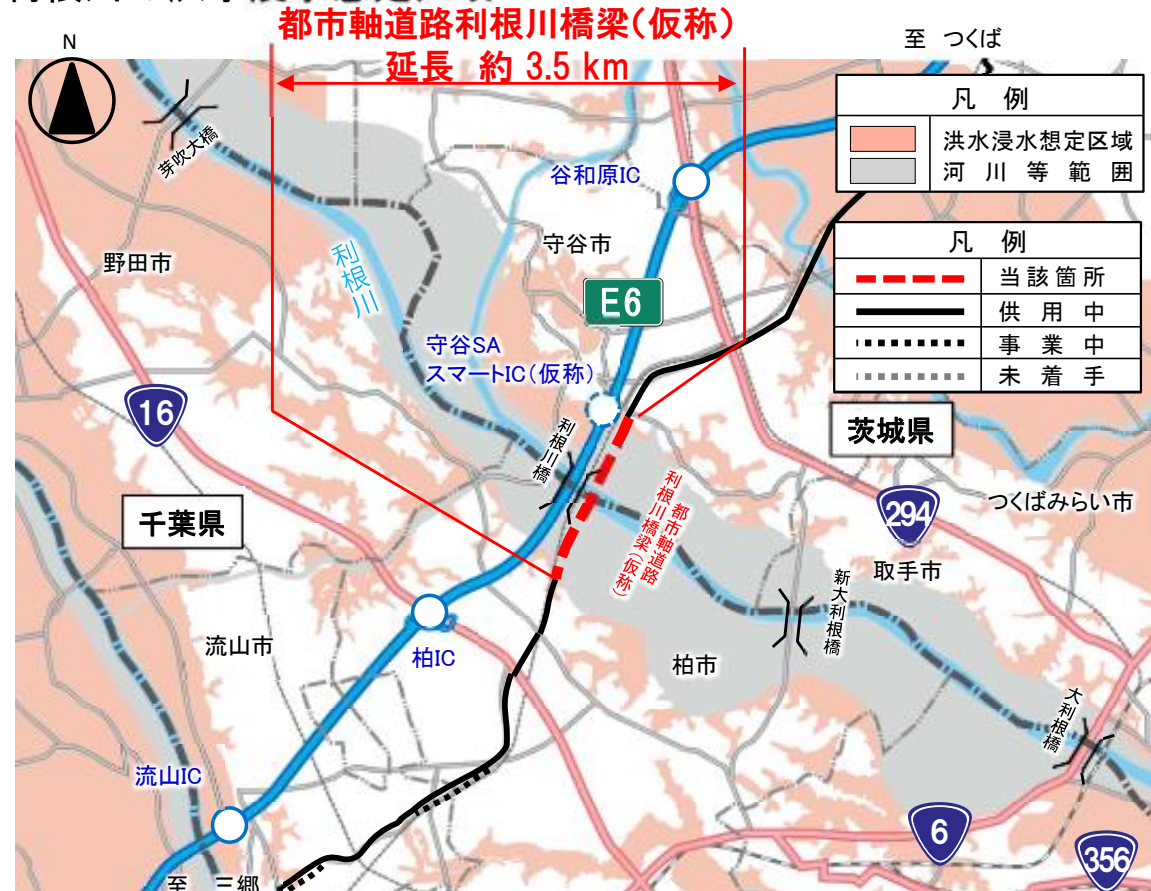 都市軸道路利根川橋梁(仮称)
延長 約 3.5 km
N
至 つくば
凡 例
洪水浸水想定区域
河 川 等 範 囲
凡 例
当 該 箇 所
供 用 中
事 業 中
未 着 手
芽吹大橋
谷和原IC
守谷市
野田市
利根川
E6
守谷SA
スマートIC(仮称)
16
茨城県
利根川橋
都市軸道路
利根川橋梁(仮称)
294
つくばみらい市
千葉県
取手市
新大利根橋
流山市
柏IC
柏市
大利根橋
流山IC
6
356
至 三郷